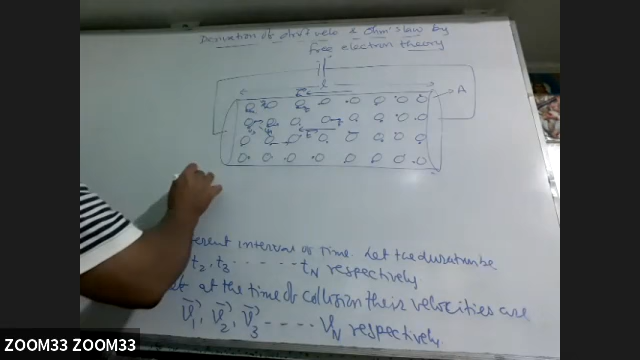 Derivation of drift velo & Ohm's law by
free electron theory
l
E
A
erent intervals of Time. Let the duration be
t2, t3 ...... tN respectively
at the time of collision their velocities are
V1, V2, V3 ---- VN respectively
ZOOM33 ZOOM33